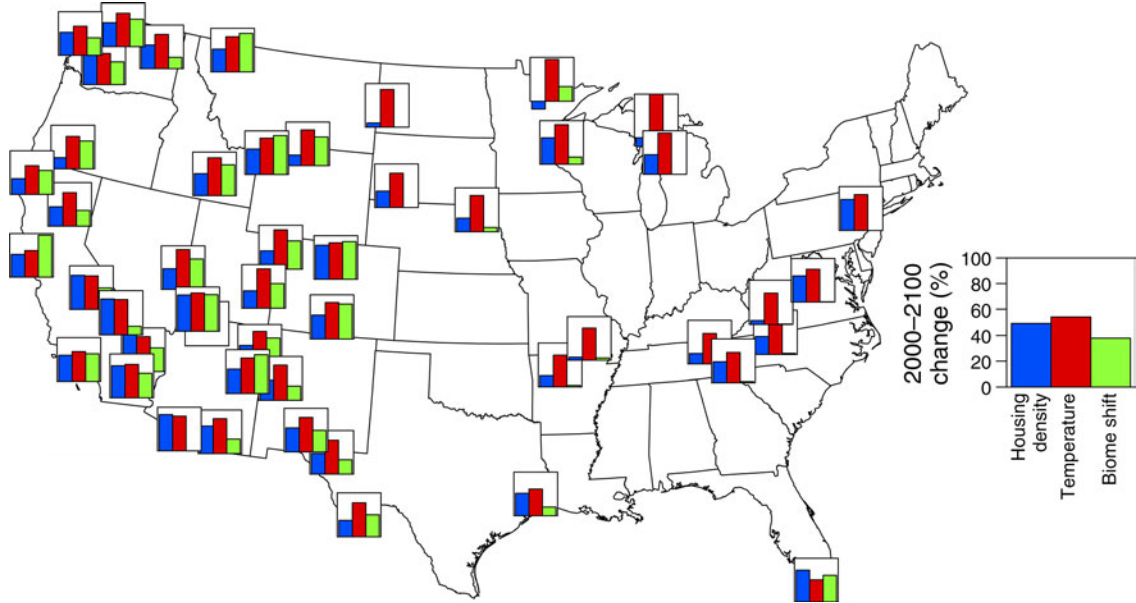 2000–2100
change (%)
100
80
60
40
20
0
Housing
density
Temperature
Biome shift